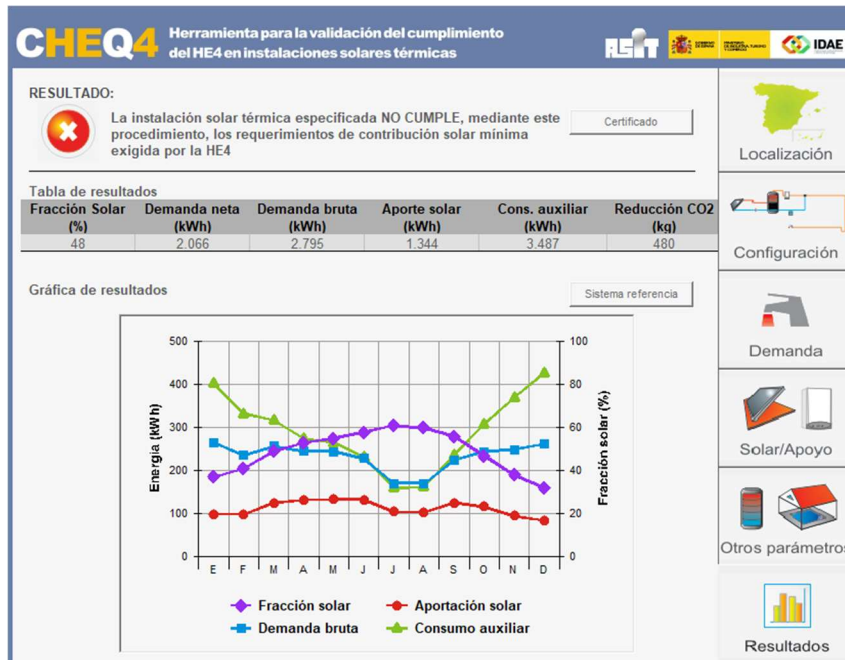 CHEQ4
Herramienta para la validación del cumplimiento
del HE4 en instalaciones solares térmicas
ASIT
IDAE
RESULTADO:
La instalación solar térmica especificada NO CUMPLE, mediante este
procedimiento, los requerimientos de contribución solar mínima
exigida por la HE4
Certificado
Tabla de resultados
Fracción Solar Demanda neta Demanda bruta Aporte solar Cons. auxiliar Reducción CO2
(%) (kWh) (kWh) (kWh) (kWh) (kg)
48 2.066 2.795 1.344 3.487 480
Gráfica de resultados
Sistema referencia
Energia (kWh)
500
400
300
200
100
0
Fracción solar (%)
100
80
60
40
20
0
E F M A M J J A S O N D
Fracción solar Aportación solar
Demanda bruta Consumo auxiliar
Localización
Configuración
Demanda
Solar/Apoyo
Otros parámetros
Resultados